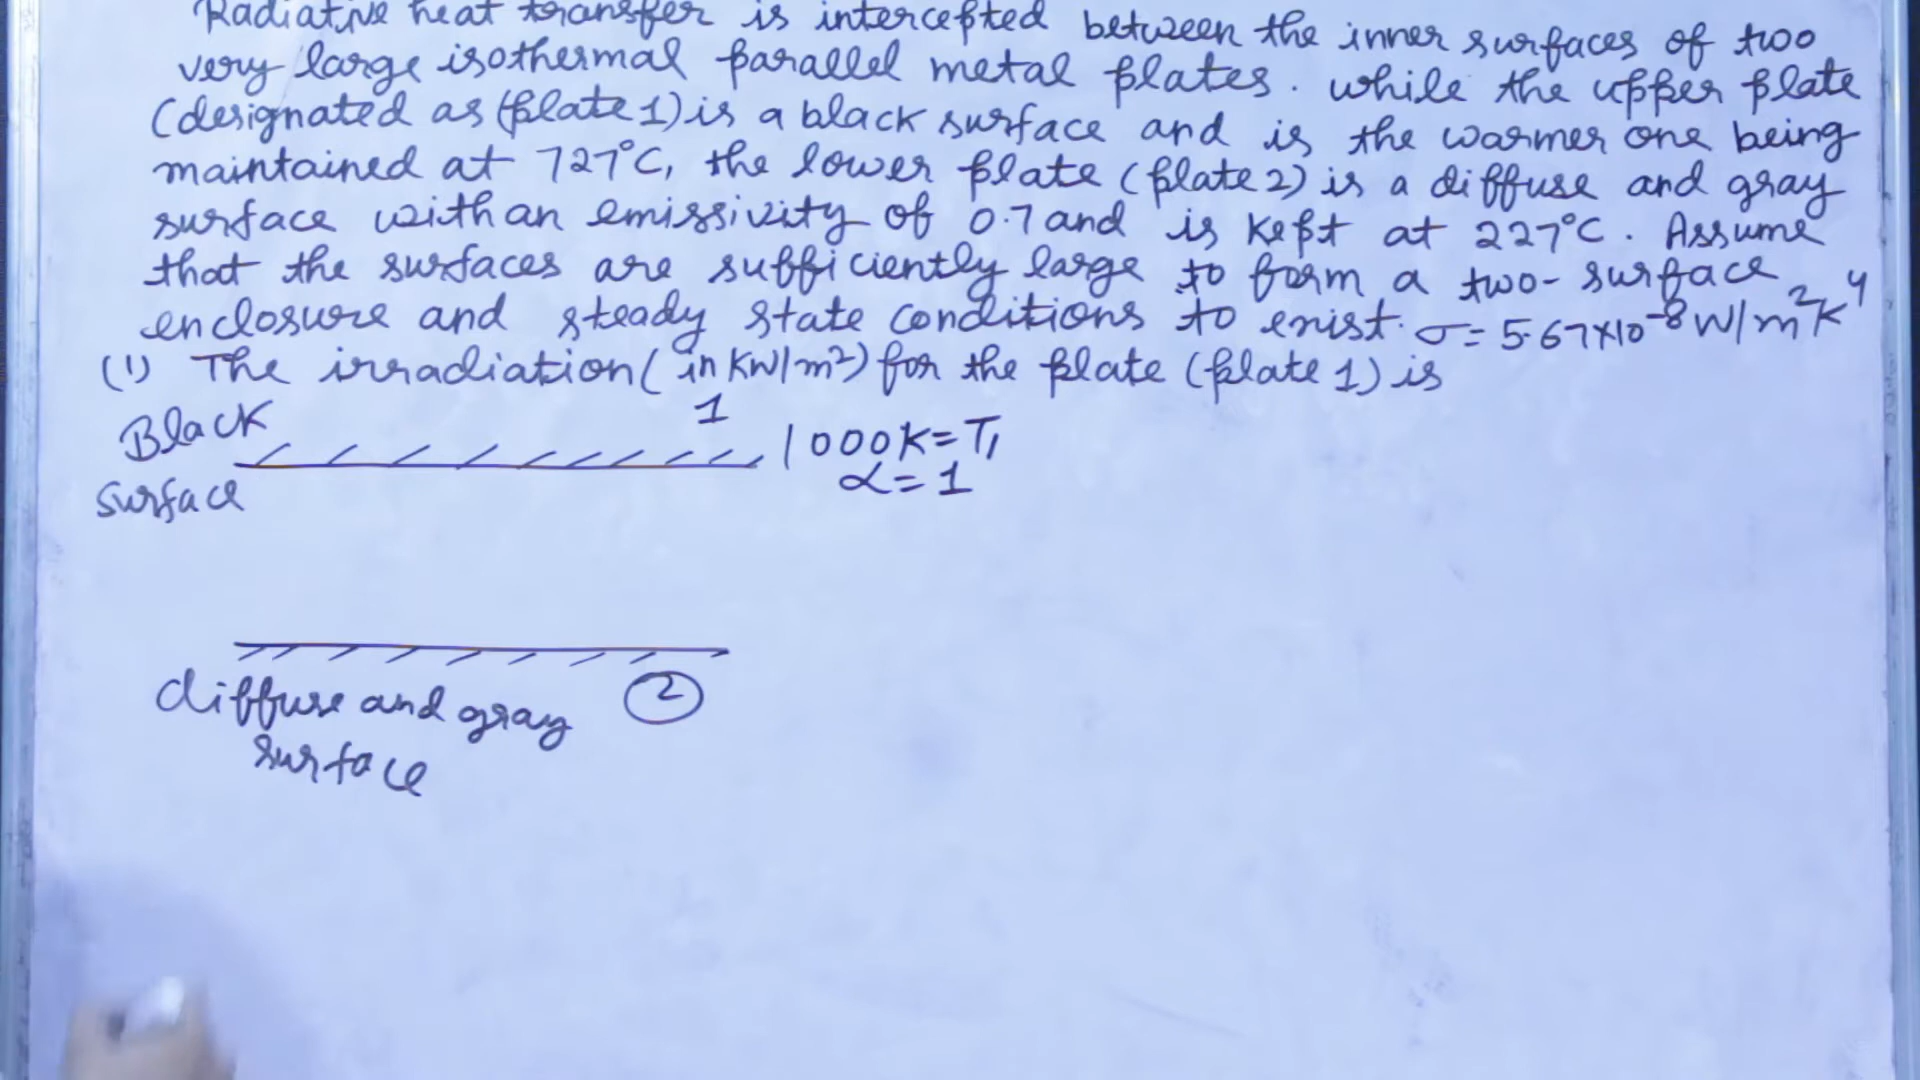 Radiative heat transfer is intercepted between the inner surfaces of two
very large isothermal parallel metal plates. while the upper plate
(designated as (plate 1) is a black surface and is the warmer one being
maintained at 727°C, the lower plate (plate 2) is a diffuse and gray
surface with an emissivity of 0.7 and is kept at 227°C. Assume
that the surfaces are sufficiently large to form a two-surface
enclosure and steady state conditions to exist. σ = 5.67×10⁻⁸ W/m²K⁴
(1) The irradiation (in KW/m²) for the plate (plate 1) is
Black
surface
1
1000K = T₁
α = 1
2
diffuse and gray
surface